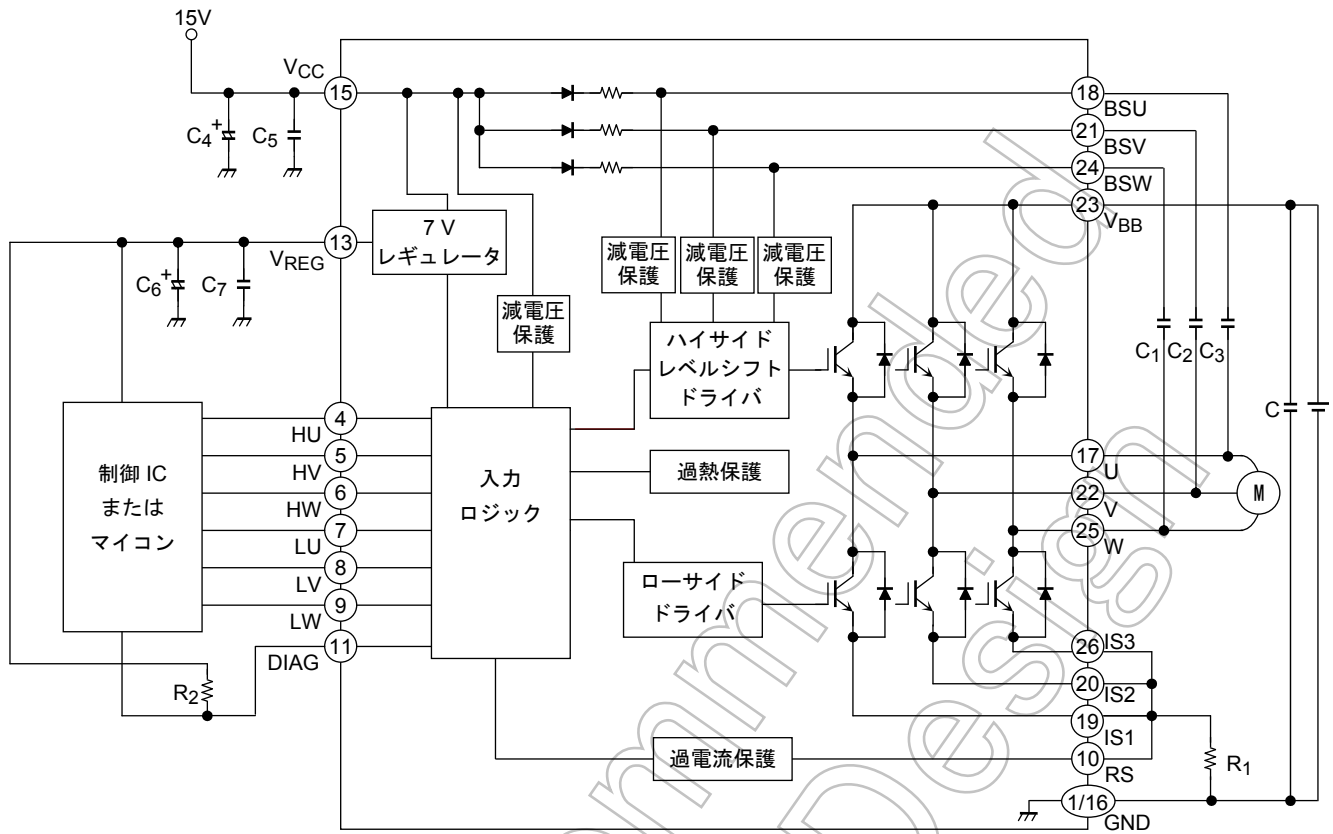 15V
VCC
15
18
BSU
C4
+
C5
21
BSV
24
BSW
23
VBB
13
VREG
7 V
レギュレータ
C6
+
C7
減電圧
保護
減電圧
保護
減電圧
保護
減電圧
保護
ハイサイド
レベルシフト
ドライバ
C1
C2
C3
C
制御 IC
または
マイコン
4
HU
5
HV
6
HW
7
LU
8
LV
9
LW
11
DIAG
R2
入力
ロジック
過熱保護
ローサイド
ドライバ
過電流保護
17
U
22
V
25
W
M
26
IS3
20
IS2
19
IS1
10
RS
R1
1/16
GND
ommended
Design